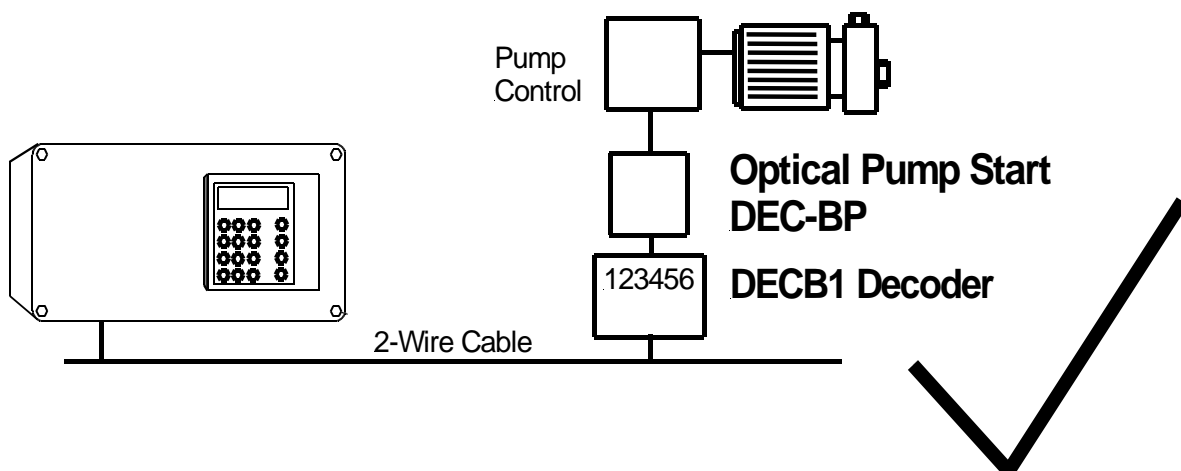 Pump
Control
Optical Pump Start
DEC-BP
123456
DECB1 Decoder
2-Wire Cable